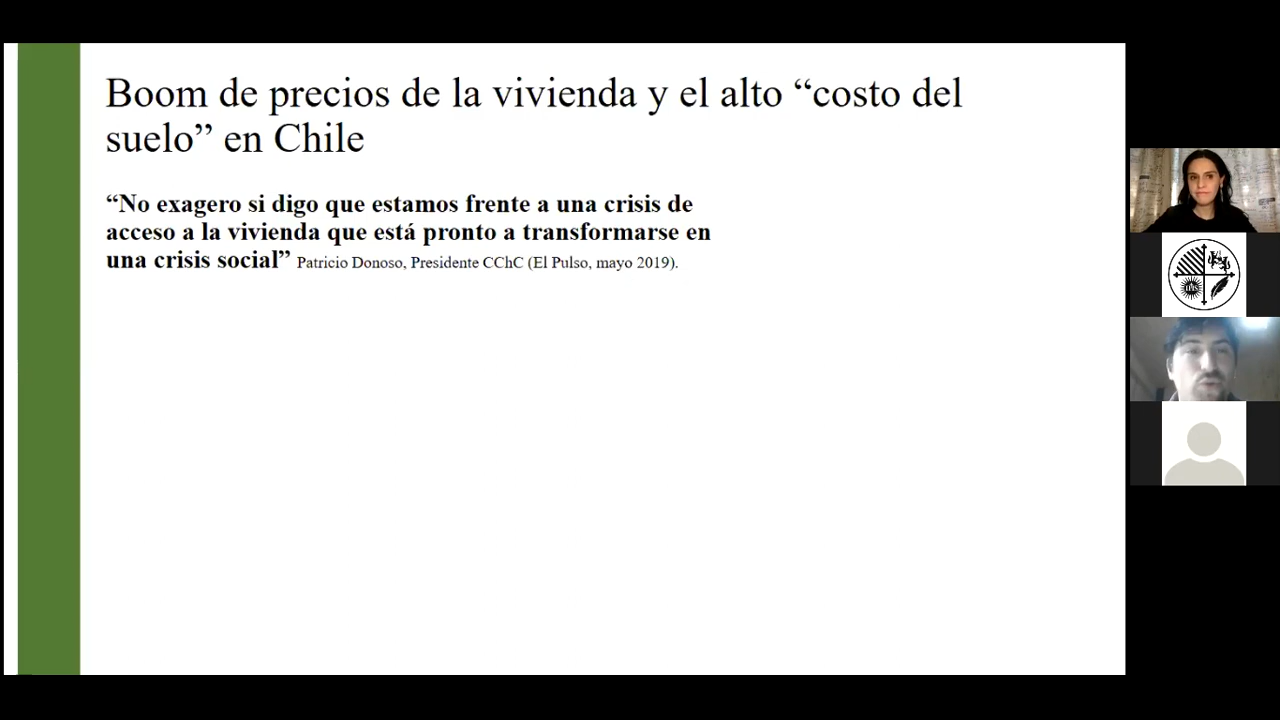 Boom de precios de la vivienda y el alto “costo del
suelo” en Chile
“No exagero si digo que estamos frente a una crisis de
acceso a la vivienda que está pronto a transformarse en
una crisis social” Patricio Donoso, Presidente CChC (El Pulso, mayo 2019).